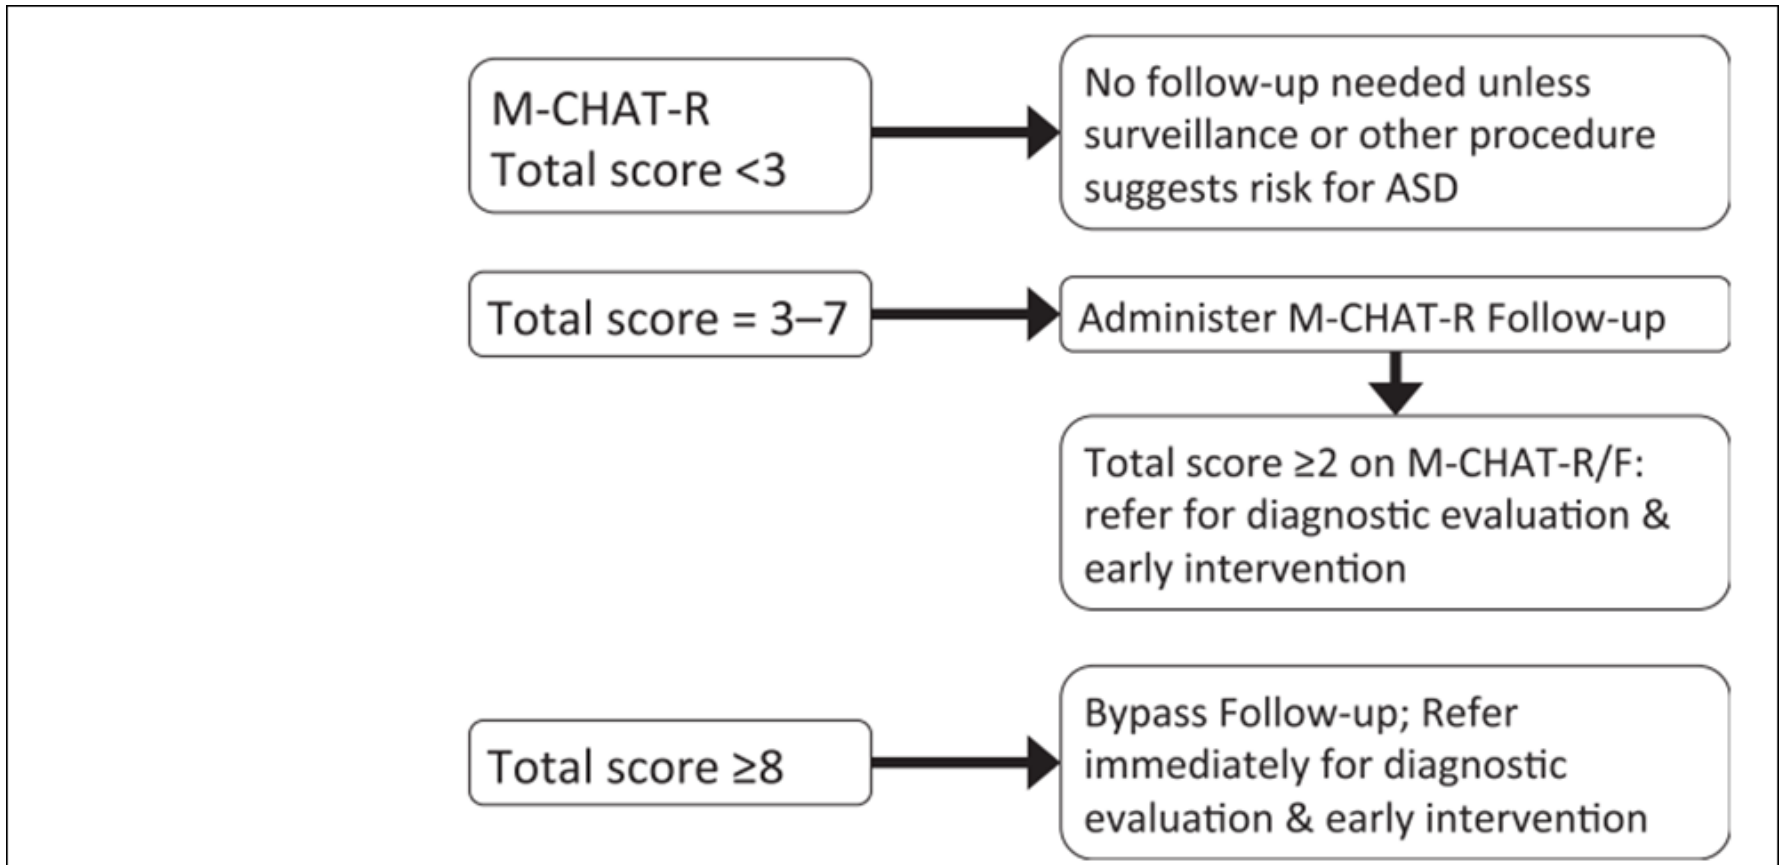 M-CHAT-R
Total score <3
No follow-up needed unless
surveillance or other procedure
suggests risk for ASD
Total score = 3–7
Administer M-CHAT-R Follow-up
Total score ≥2 on M-CHAT-R/F:
refer for diagnostic evaluation &
early intervention
Total score ≥8
Bypass Follow-up; Refer
immediately for diagnostic
evaluation & early intervention